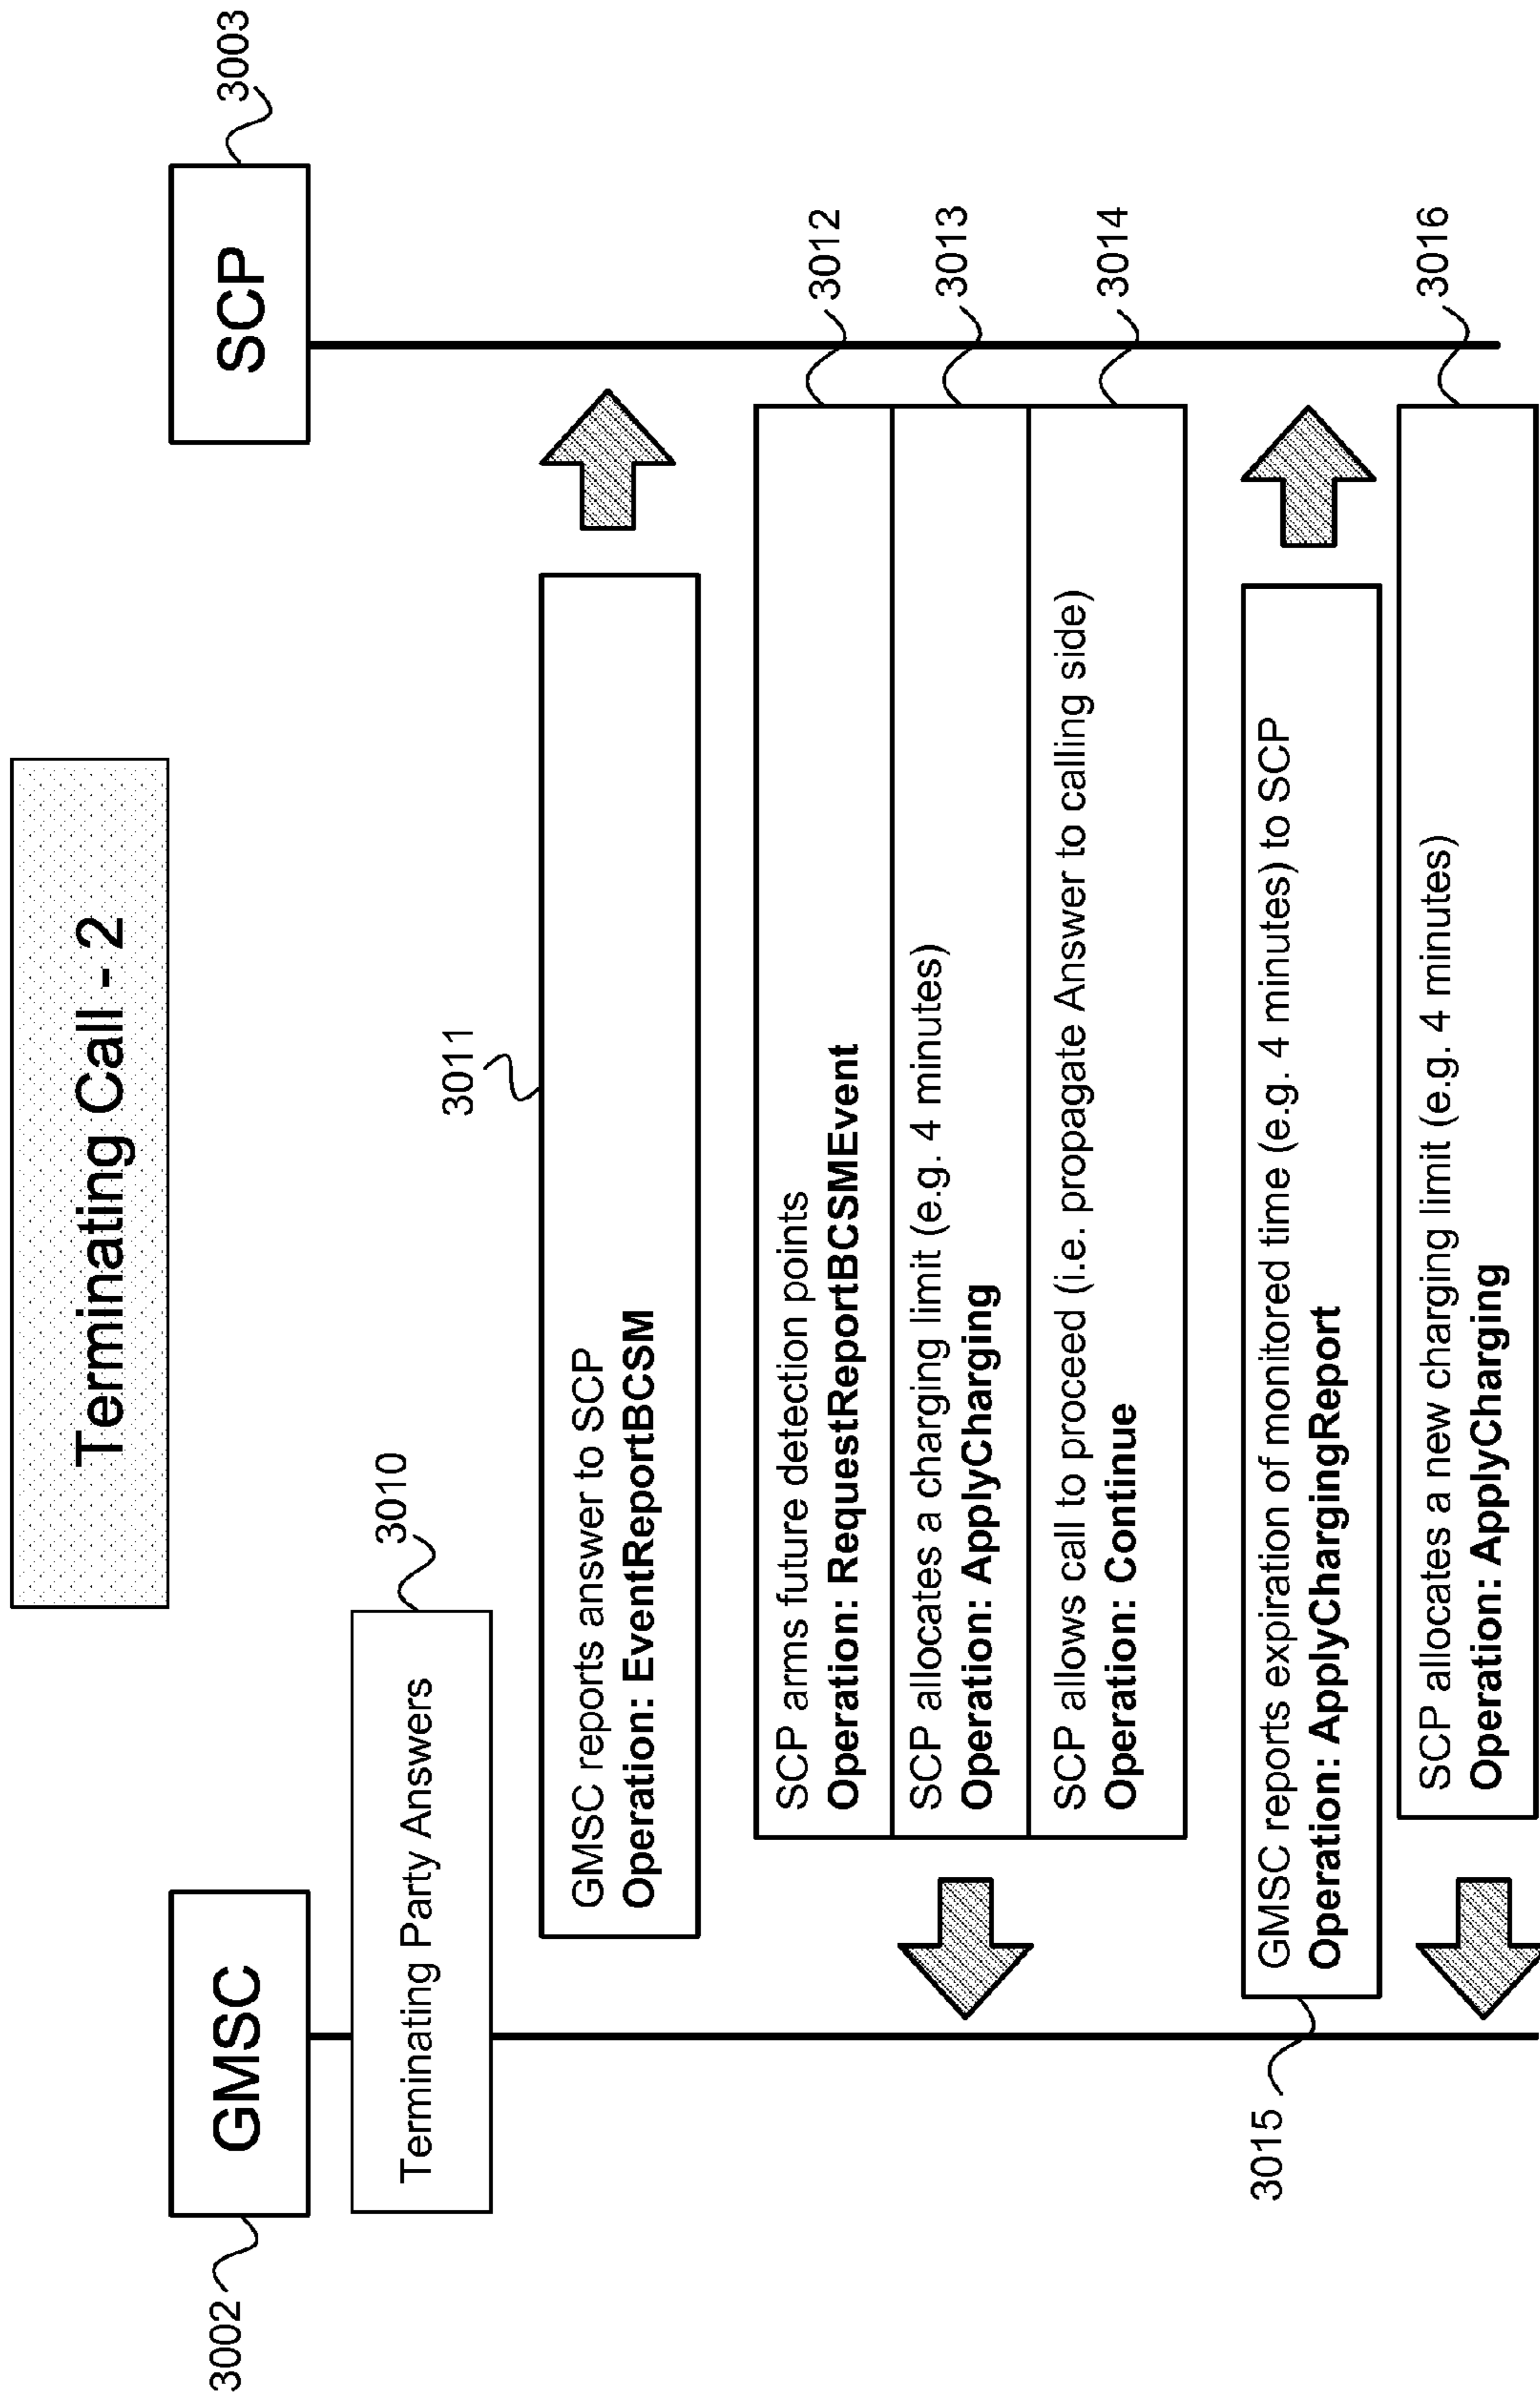 Terminating Call - 2
3002
GMSC
SCP
3003
Terminating Party Answers
3010
3011
GMSC reports answer to SCP
Operation: EventReportBCSM
SCP arms future detection points
Operation: RequestReportBCSMEvent
3012
SCP allocates a charging limit (e.g. 4 minutes)
Operation: ApplyCharging
3013
SCP allows call to proceed (i.e. propagate Answer to calling side)
Operation: Continue
3014
3015
GMSC reports expiration of monitored time (e.g. 4 minutes) to SCP
Operation: ApplyChargingReport
SCP allocates a new charging limit (e.g. 4 minutes)
Operation: ApplyCharging
3016